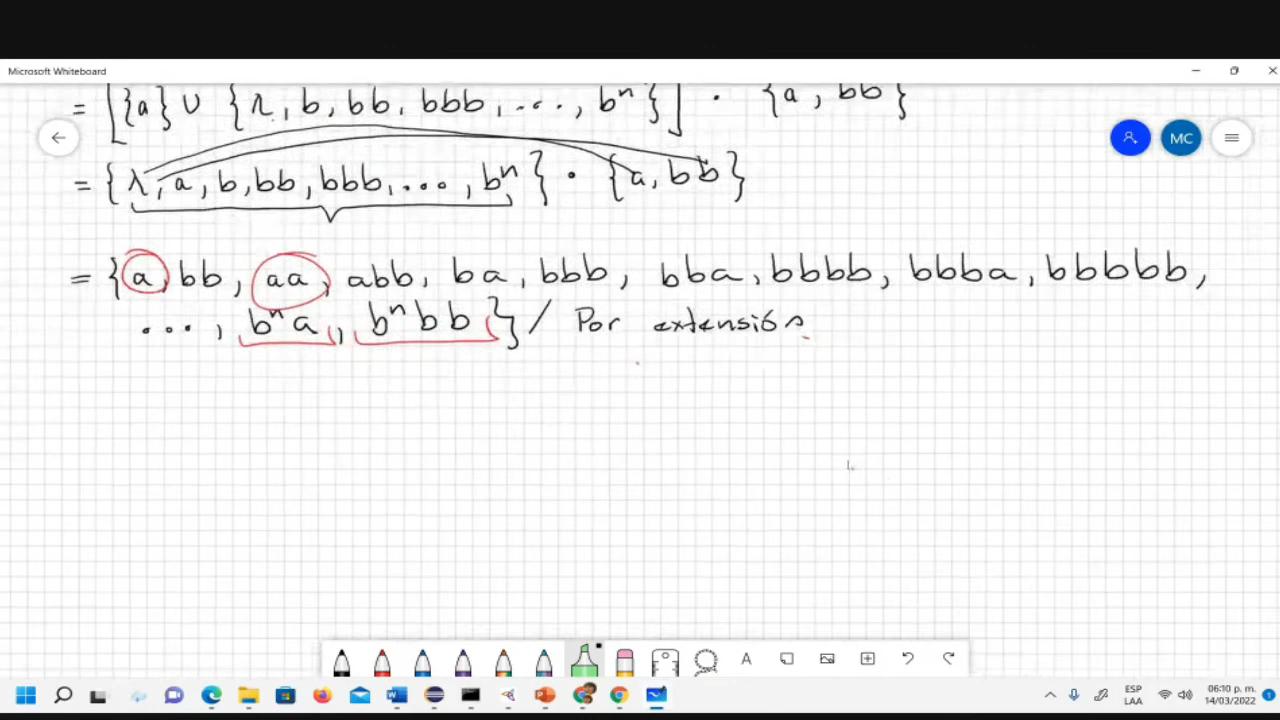 Microsoft Whiteboard
= [{a} ∪ {λ, b, bb, bbb, ..., bⁿ}] · {a, bb}
MC
= {λ, a, b, bb, bbb, ..., bⁿ} · {a, bb}
= {a, bb, aa, abb, ba, bbb, bba, bbbb, bbba, bbbbb,
..., bⁿa, bⁿbb} / Por extensión
A
ESP
LAA
06:10 p. m.
14/03/2022
1